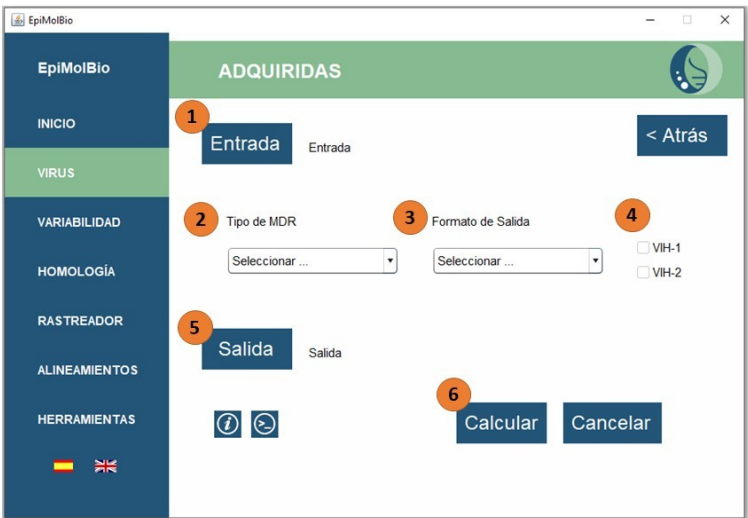 EpiMolBio
EpiMolBio
ADQUIRIDAS
INICIO
VIRUS
VARIABILIDAD
HOMOLOGÍA
RASTREADOR
ALINEAMIENTOS
HERRAMIENTAS
1
Entrada
Entrada
< Atrás
2
Tipo de MDR
3
Formato de Salida
4
Seleccionar ...
Seleccionar ...
VIH-1
VIH-2
5
Salida
Salida
6
i
>_
Calcular
Cancelar